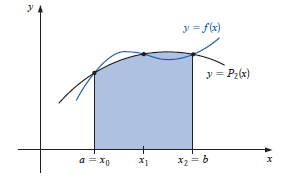 y
y = f(x)
y = P₂(x)
a = x₀ x₁ x₂ = b x